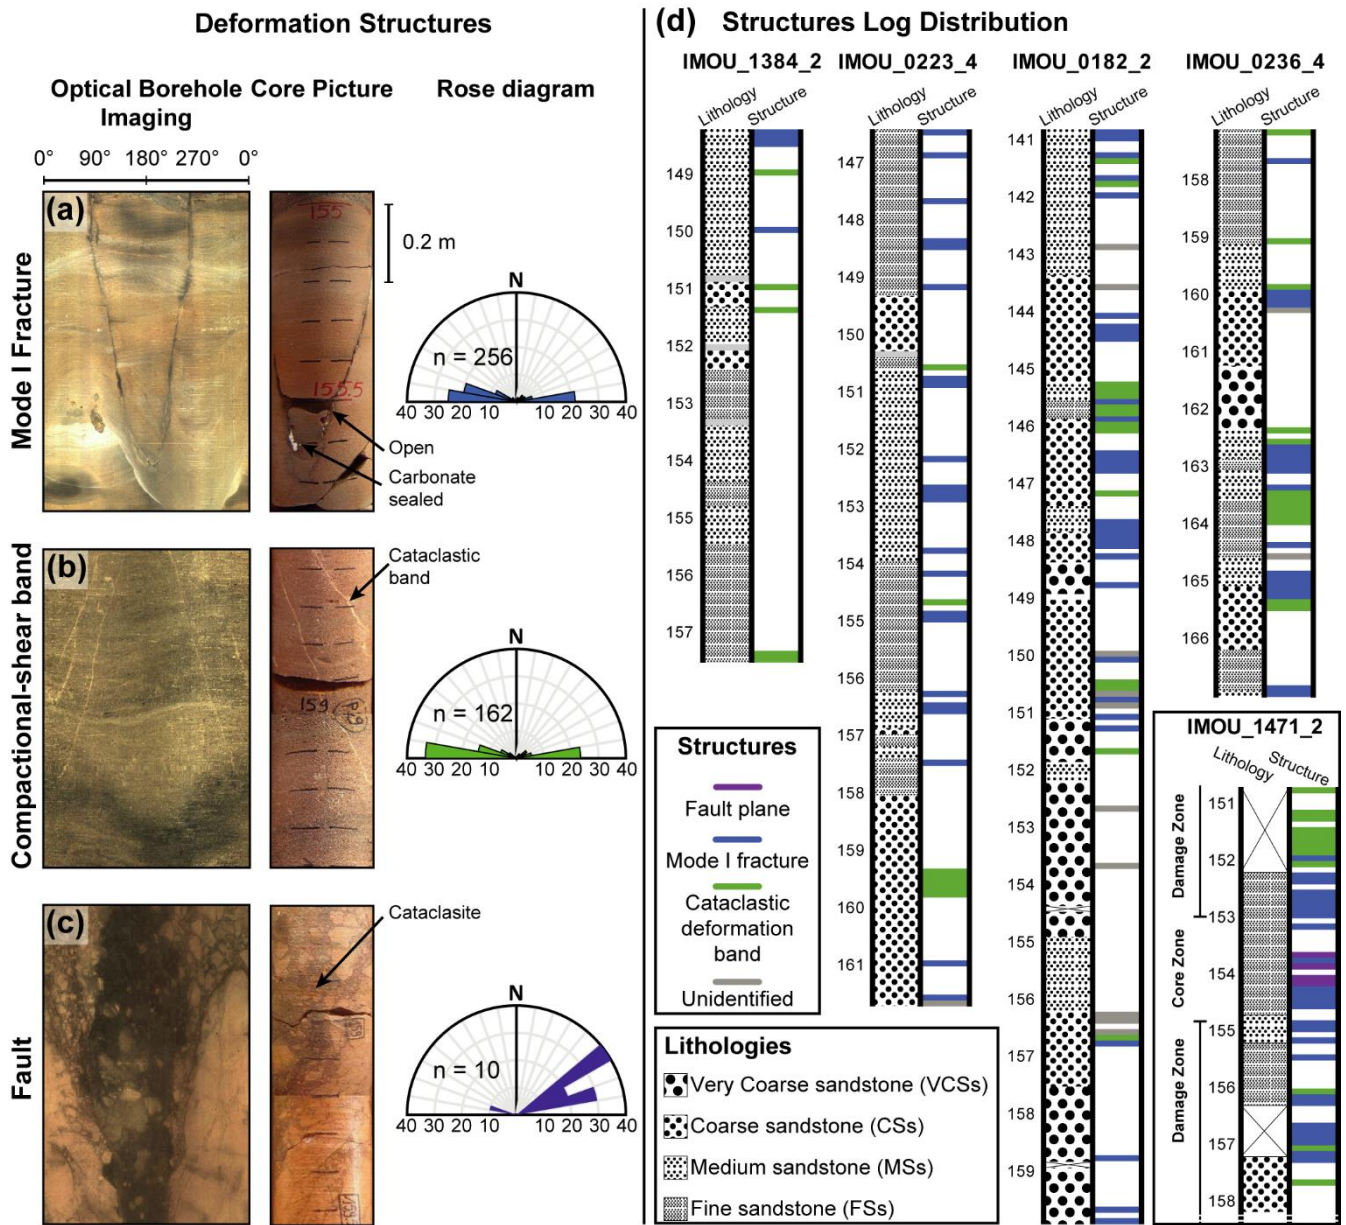 Deformation Structures
Optical Borehole
Imaging
Core Picture
Rose diagram
0° 90° 180° 270° 0°
Mode I Fracture
(a)
155
155.5
0.2 m
Open
Carbonate
sealed
N
n = 256
40 30 20 10 10 20 30 40
Compactional-shear band
(b)
Cataclastic
band
159
N
n = 162
40 30 20 10 10 20 30 40
Fault
(c)
Cataclasite
N
n = 10
40 30 20 10 10 20 30 40
(d) Structures Log Distribution
IMOU_1384_2
Lithology Structure
149
150
151
152
153
154
155
156
157
IMOU_0223_4
Lithology Structure
147
148
149
150
151
152
153
154
155
156
157
158
159
160
161
IMOU_0182_2
Lithology Structure
141
142
143
144
145
146
147
148
149
150
151
152
153
154
155
156
157
158
159
IMOU_0236_4
Lithology Structure
158
159
160
161
162
163
164
165
166
Structures
Fault plane
Mode I fracture
Cataclastic
deformation
band
Unidentified
Lithologies
Very Coarse sandstone (VCSs)
Coarse sandstone (CSs)
Medium sandstone (MSs)
Fine sandstone (FSs)
IMOU_1471_2
Lithology Structure
Damage Zone
Core Zone
Damage Zone
151
152
153
154
155
156
157
158